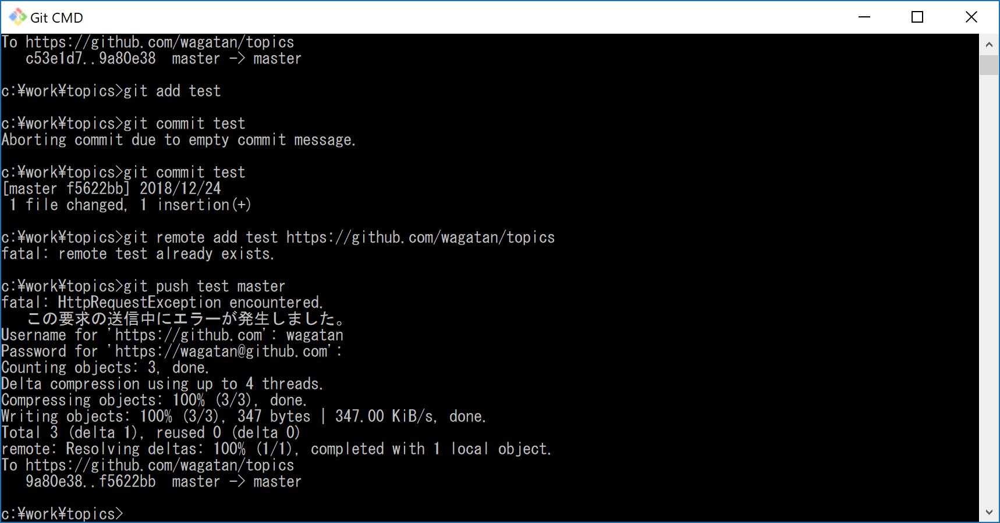 Git CMD
To https://github.com/wagatan/topics
   c53e1d7..9a80e38  master -> master
c:¥work¥topics>git add test
c:¥work¥topics>git commit test
Aborting commit due to empty commit message.
c:¥work¥topics>git commit test
[master f5622bb] 2018/12/24
 1 file changed, 1 insertion(+)
c:¥work¥topics>git remote add test https://github.com/wagatan/topics
fatal: remote test already exists.
c:¥work¥topics>git push test master
fatal: HttpRequestException encountered.
   この要求の送信中にエラーが発生しました。
Username for 'https://github.com': wagatan
Password for 'https://wagatan@github.com':
Counting objects: 3, done.
Delta compression using up to 4 threads.
Compressing objects: 100% (3/3), done.
Writing objects: 100% (3/3), 347 bytes | 347.00 KiB/s, done.
Total 3 (delta 1), reused 0 (delta 0)
remote: Resolving deltas: 100% (1/1), completed with 1 local object.
To https://github.com/wagatan/topics
   9a80e38..f5622bb  master -> master
c:¥work¥topics>